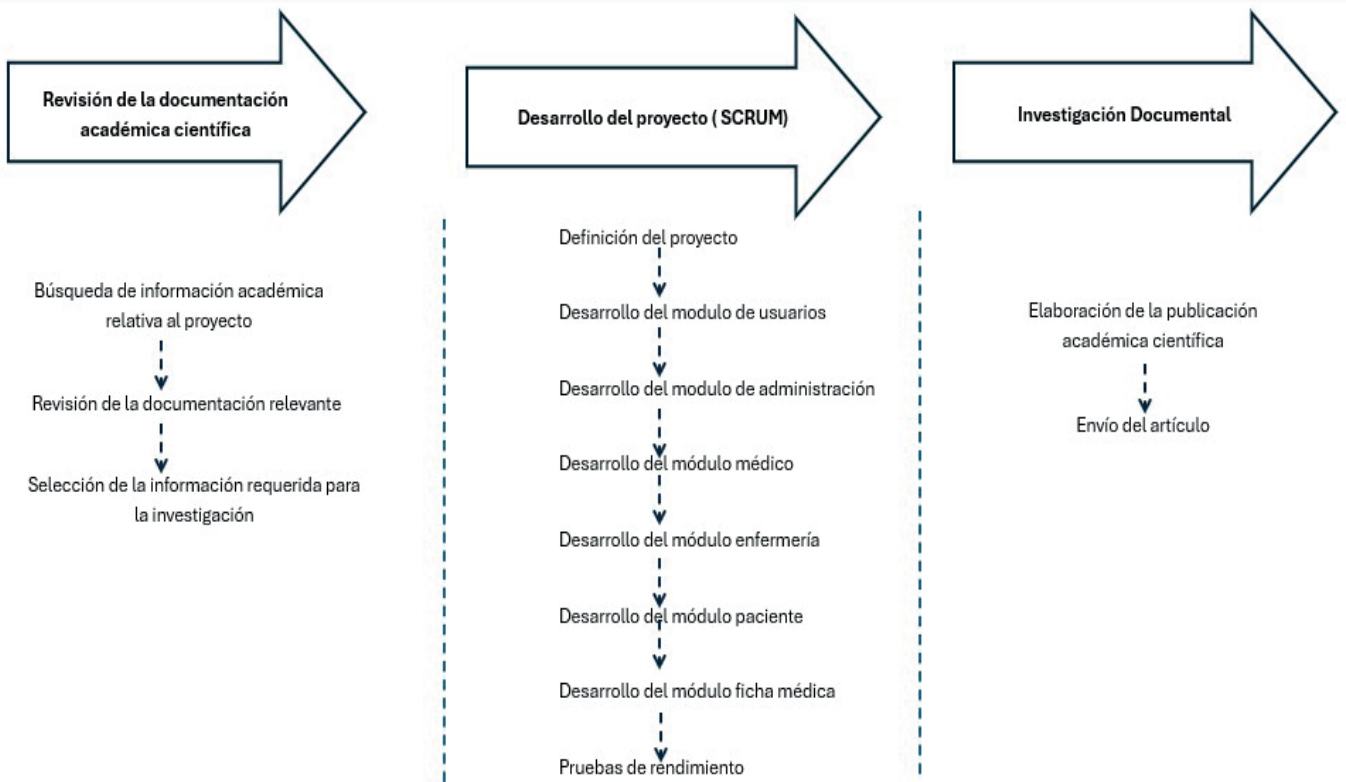 Revisión de la documentación
académica científica
Búsqueda de información académica
relativa al proyecto
Revisión de la documentación relevante
Selección de la información requerida para
la investigación
Desarrollo del proyecto ( SCRUM)
Definición del proyecto
Desarrollo del modulo de usuarios
Desarrollo del modulo de administración
Desarrollo del módulo médico
Desarrollo del módulo enfermería
Desarrollo del módulo paciente
Desarrollo del módulo ficha médica
Pruebas de rendimiento
Investigación Documental
Elaboración de la publicación
académica científica
Envío del artículo